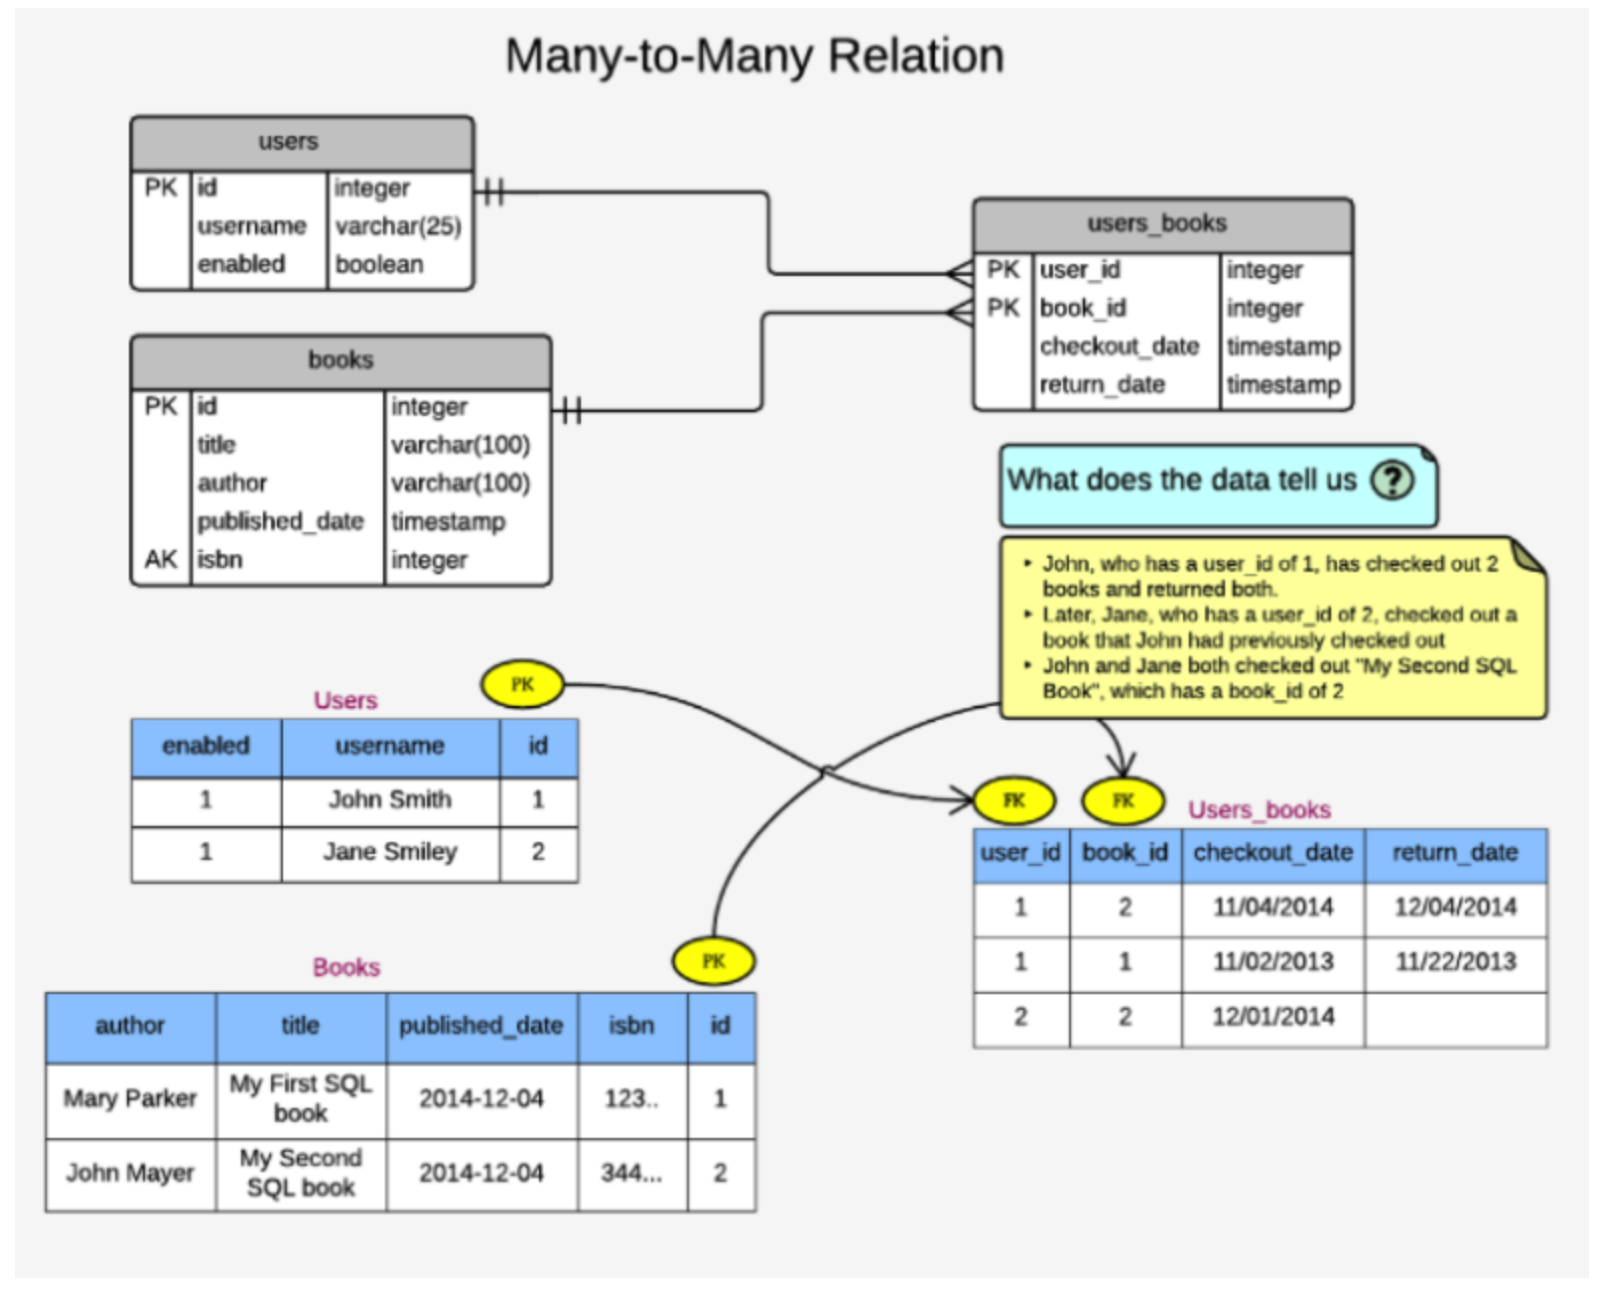 Many-to-Many Relation
users
PK id integer
username varchar(25)
enabled boolean
users_books
PK user_id integer
PK book_id integer
checkout_date timestamp
return_date timestamp
books
PK id integer
title varchar(100)
author varchar(100)
published_date timestamp
AK isbn integer
What does the data tell us ?
‣ John, who has a user_id of 1, has checked out 2
books and returned both.
‣ Later, Jane, who has a user_id of 2, checked out a
book that John had previously checked out
‣ John and Jane both checked out "My Second SQL
Book", which has a book_id of 2
PK
Users
enabled username id
1 John Smith 1
1 Jane Smiley 2
FK
FK
Users_books
user_id book_id checkout_date return_date
1 2 11/04/2014 12/04/2014
1 1 11/02/2013 11/22/2013
2 2 12/01/2014
PK
Books
author title published_date isbn id
Mary Parker My First SQL
book 2014-12-04 123.. 1
John Mayer My Second
SQL book 2014-12-04 344... 2